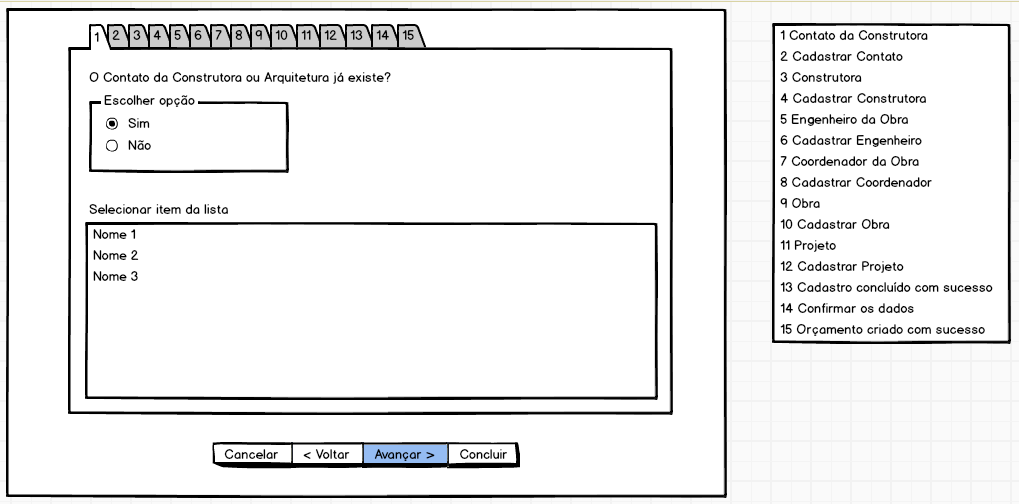 1 2 3 4 5 6 7 8 9 10 11 12 13 14 15
O Contato da Construtora ou Arquitetura já existe?
Escolher opção
Sim
Não
Selecionar item da lista
Nome 1
Nome 2
Nome 3
Cancelar < Voltar Avançar > Concluir
1 Contato da Construtora
2 Cadastrar Contato
3 Construtora
4 Cadastrar Construtora
5 Engenheiro da Obra
6 Cadastrar Engenheiro
7 Coordenador da Obra
8 Cadastrar Coordenador
9 Obra
10 Cadastrar Obra
11 Projeto
12 Cadastrar Projeto
13 Cadastro concluído com sucesso
14 Confirmar os dados
15 Orçamento criado com sucesso